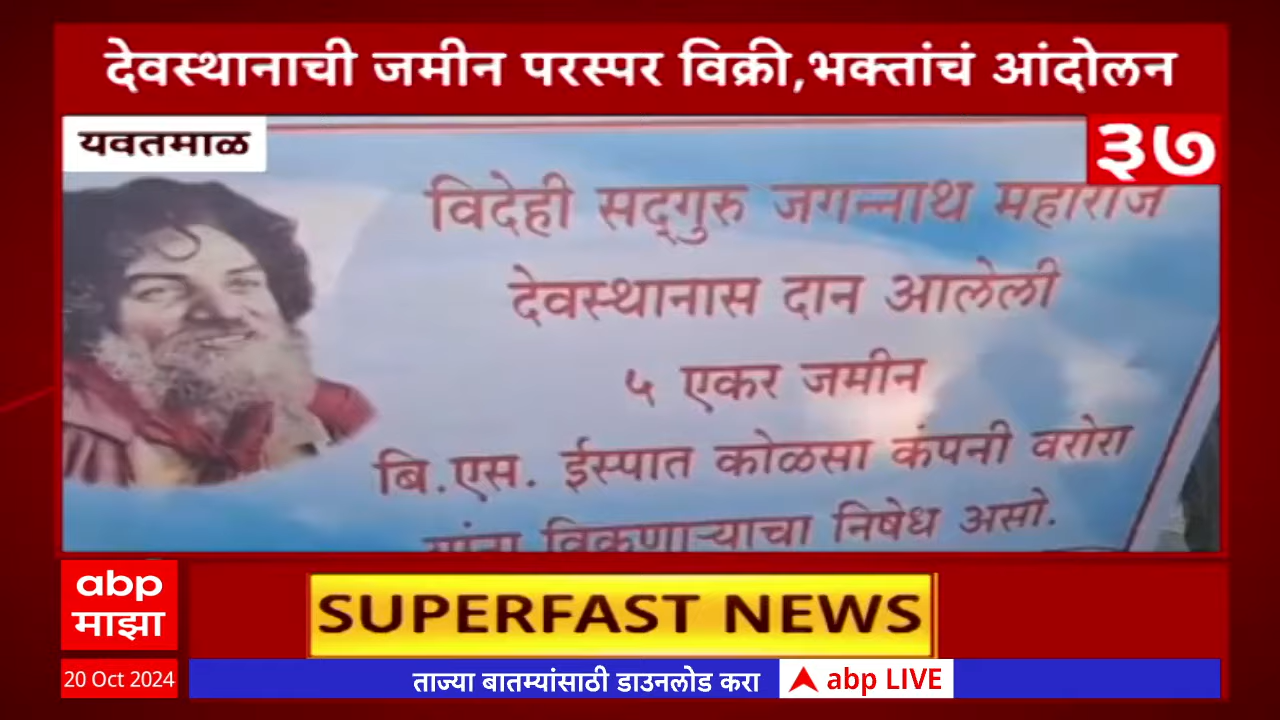 देवस्थानाची जमीन परस्पर विक्री,भक्तांचं आंदोलन
यवतमाळ
३७
विदेही सद्गुरु जगन्नाथ महाराज
देवस्थानास दान आलेली
५ एकर जमीन
बि.एस. ईस्पात कोळसा कंपनी वरोरा
यांना विकणाऱ्याचा निषेध असो.
abp
माझा
SUPERFAST NEWS
20 Oct 2024
ताज्या बातम्यांसाठी डाउनलोड करा
abp LIVE